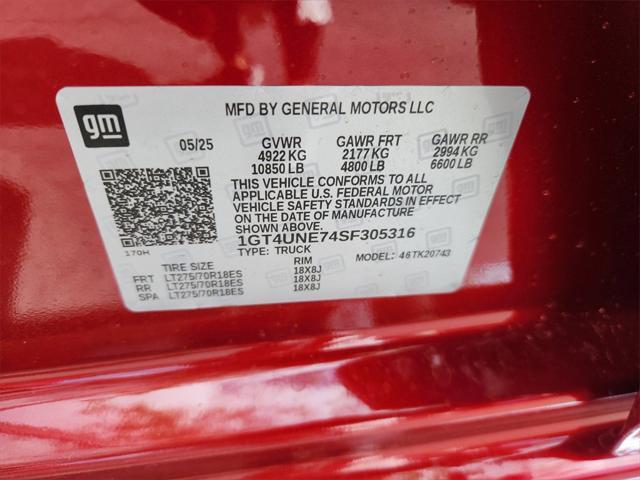 gm
MFD BY GENERAL MOTORS LLC
05/25 GVWR GAWR FRT GAWR RR
4922 KG 2177 KG 2994 KG
10850 LB 4800 LB 6600 LB
THIS VEHICLE CONFORMS TO ALL
APPLICABLE U.S. FEDERAL MOTOR
VEHICLE SAFETY STANDARDS IN EFFECT
ON THE DATE OF MANUFACTURE
SHOWN ABOVE.
1GT4UNE74SF305316
TYPE: TRUCK MODEL: 46TK20743
170H
TIRE SIZE RIM
FRT LT275/70R18ES 18X8J
RR LT275/70R18ES 18X8J
SPA LT275/70R18ES 18X8J